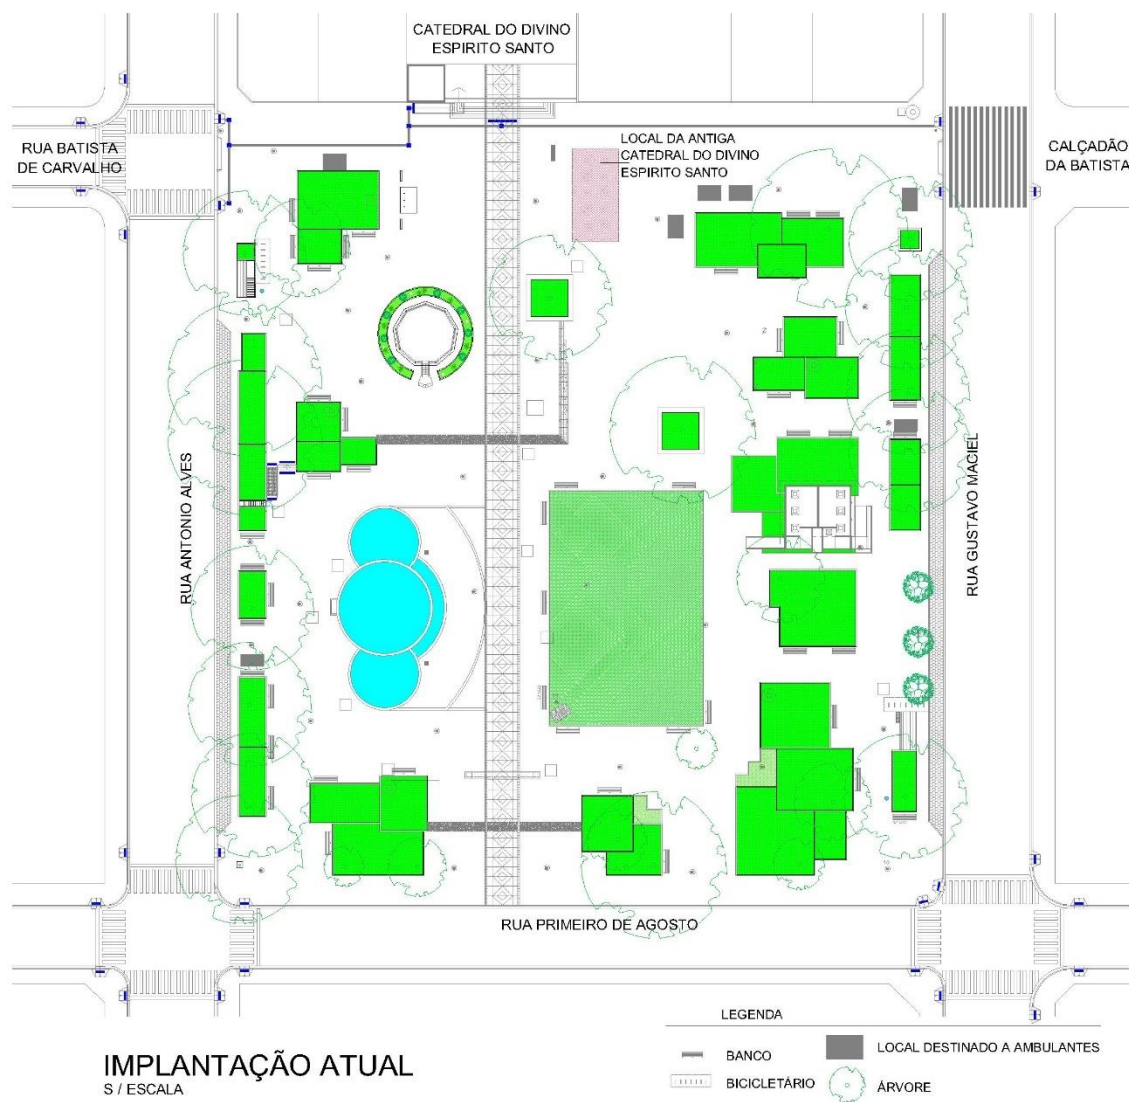 CATEDRAL DO DIVINO
ESPIRITO SANTO
RUA BATISTA
DE CARVALHO
LOCAL DA ANTIGA
CATEDRAL DO DIVINO
ESPIRITO SANTO
CALÇADÃO
DA BATISTA
RUA ANTONIO ALVES
RUA GUSTAVO MACIEL
RUA PRIMEIRO DE AGOSTO
LEGENDA
BANCO
LOCAL DESTINADO A AMBULANTES
BICICLETÁRIO
ÁRVORE
IMPLANTAÇÃO ATUAL
S / ESCALA